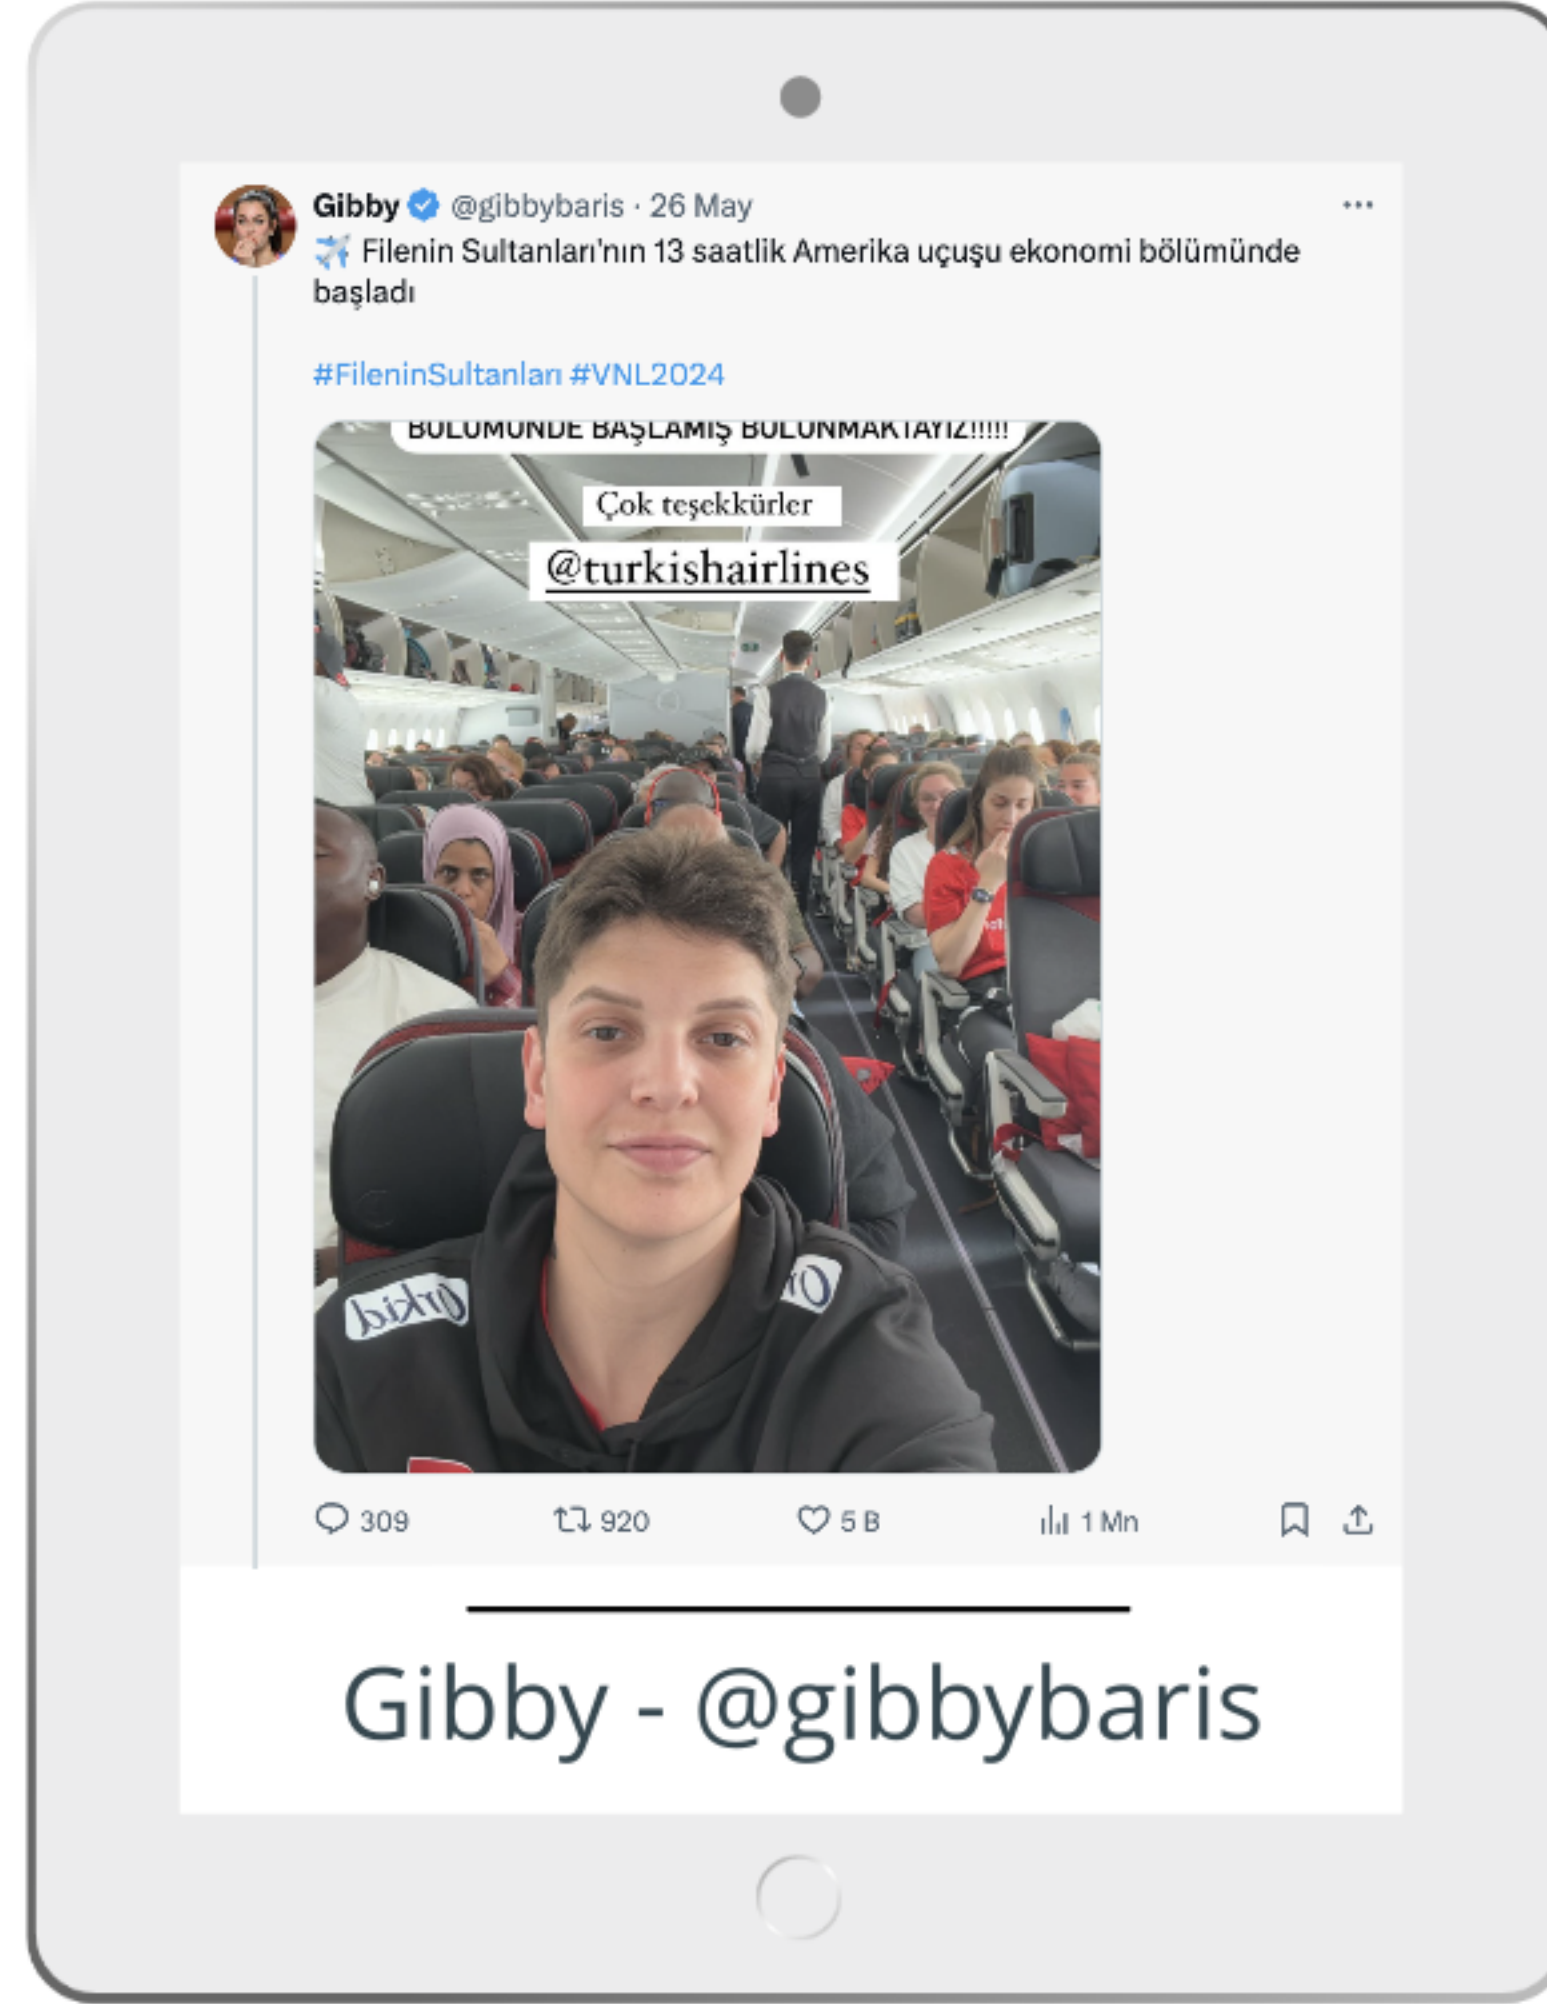 Gibby @gibbybaris · 26 May
Filenin Sultanları'nın 13 saatlik Amerika uçuşu ekonomi bölümünde
başladı
#FileninSultanları #VNL2024
BÖLÜMÜNDE BAŞLAMIŞ BULUNMAKTAYIZ!!!!!
Çok teşekkürler
@turkishairlines
Orkid
309 920 5 B 1 Mn
Gibby - @gibbybaris